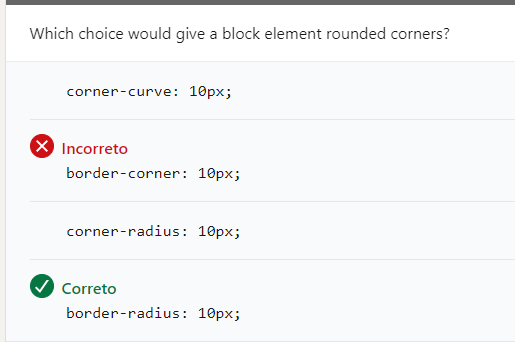 Which choice would give a block element rounded corners?
corner-curve: 10px;
Incorreto
border-corner: 10px;
corner-radius: 10px;
Correto
border-radius: 10px;